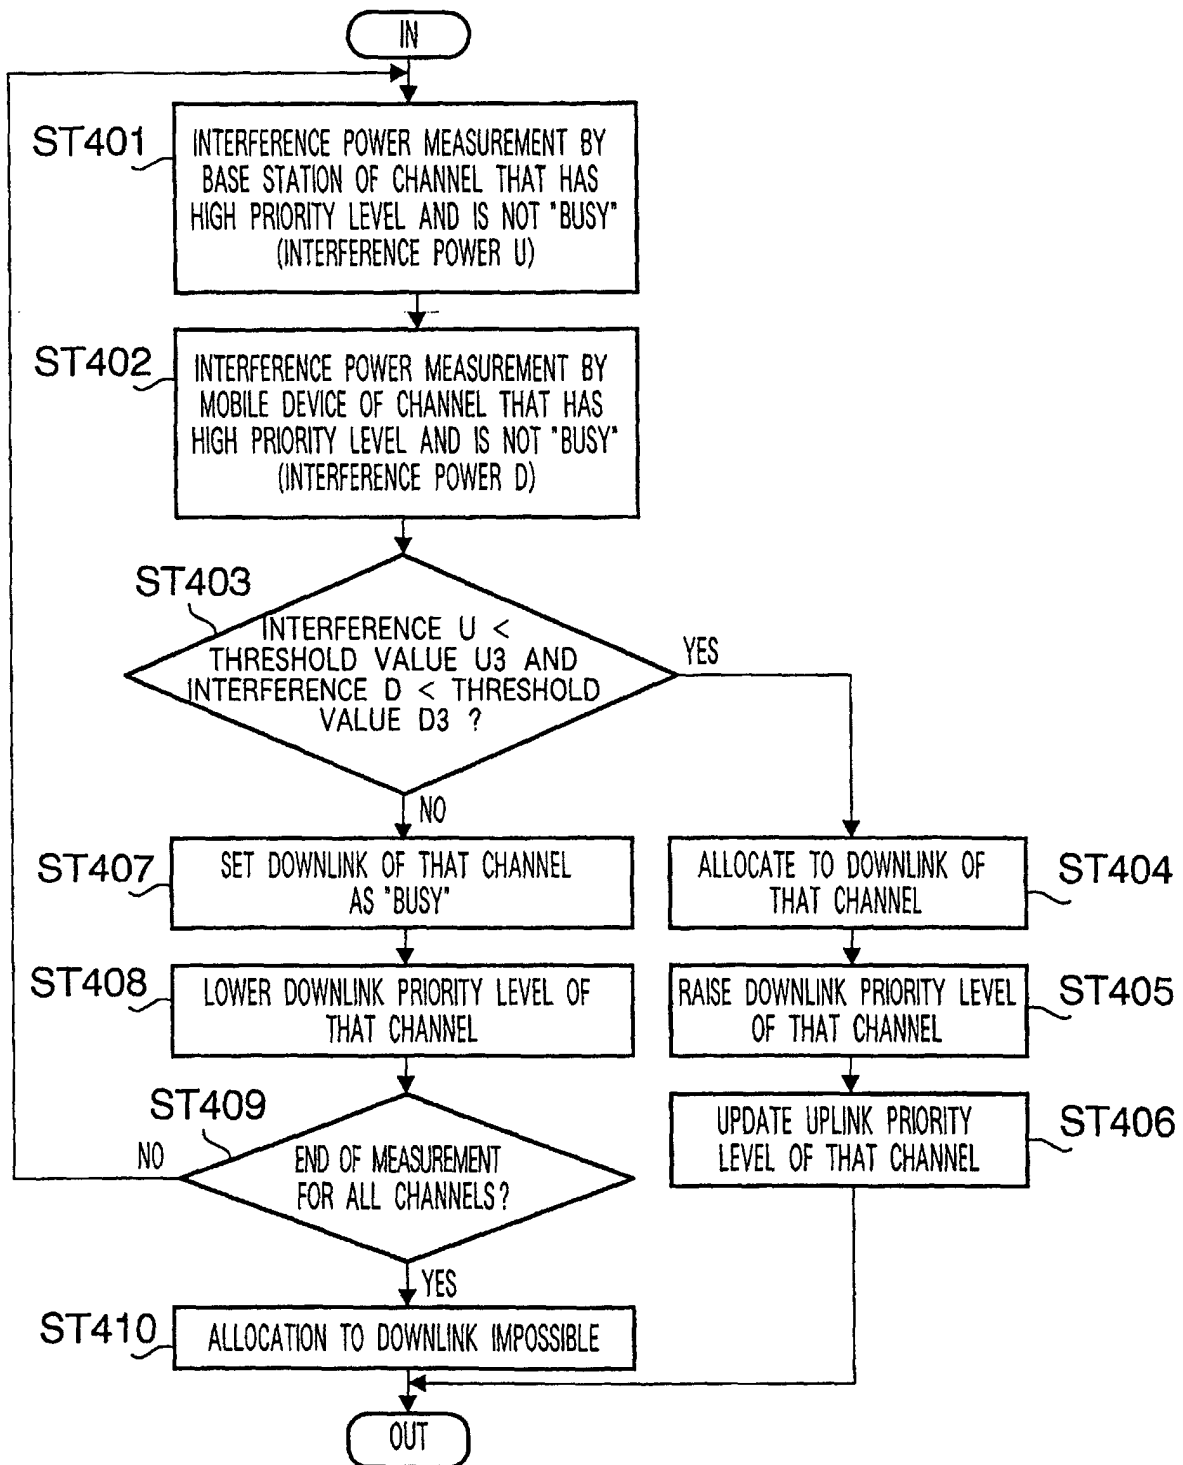 IN
ST401
INTERFERENCE POWER MEASUREMENT BY
BASE STATION OF CHANNEL THAT HAS
HIGH PRIORITY LEVEL AND IS NOT "BUSY"
(INTERFERENCE POWER U)
ST402
INTERFERENCE POWER MEASUREMENT BY
MOBILE DEVICE OF CHANNEL THAT HAS
HIGH PRIORITY LEVEL AND IS NOT "BUSY"
(INTERFERENCE POWER D)
ST403
INTERFERENCE U <
THRESHOLD VALUE U3 AND
INTERFERENCE D < THRESHOLD
VALUE D3 ?
YES
NO
ST407
SET DOWNLINK OF THAT CHANNEL
AS "BUSY"
ALLOCATE TO DOWNLINK OF
THAT CHANNEL
ST404
ST408
LOWER DOWNLINK PRIORITY LEVEL OF
THAT CHANNEL
RAISE DOWNLINK PRIORITY LEVEL
OF THAT CHANNEL
ST405
ST409
NO
END OF MEASUREMENT
FOR ALL CHANNELS?
UPDATE UPLINK PRIORITY
LEVEL OF THAT CHANNEL
ST406
YES
ST410
ALLOCATION TO DOWNLINK IMPOSSIBLE
OUT